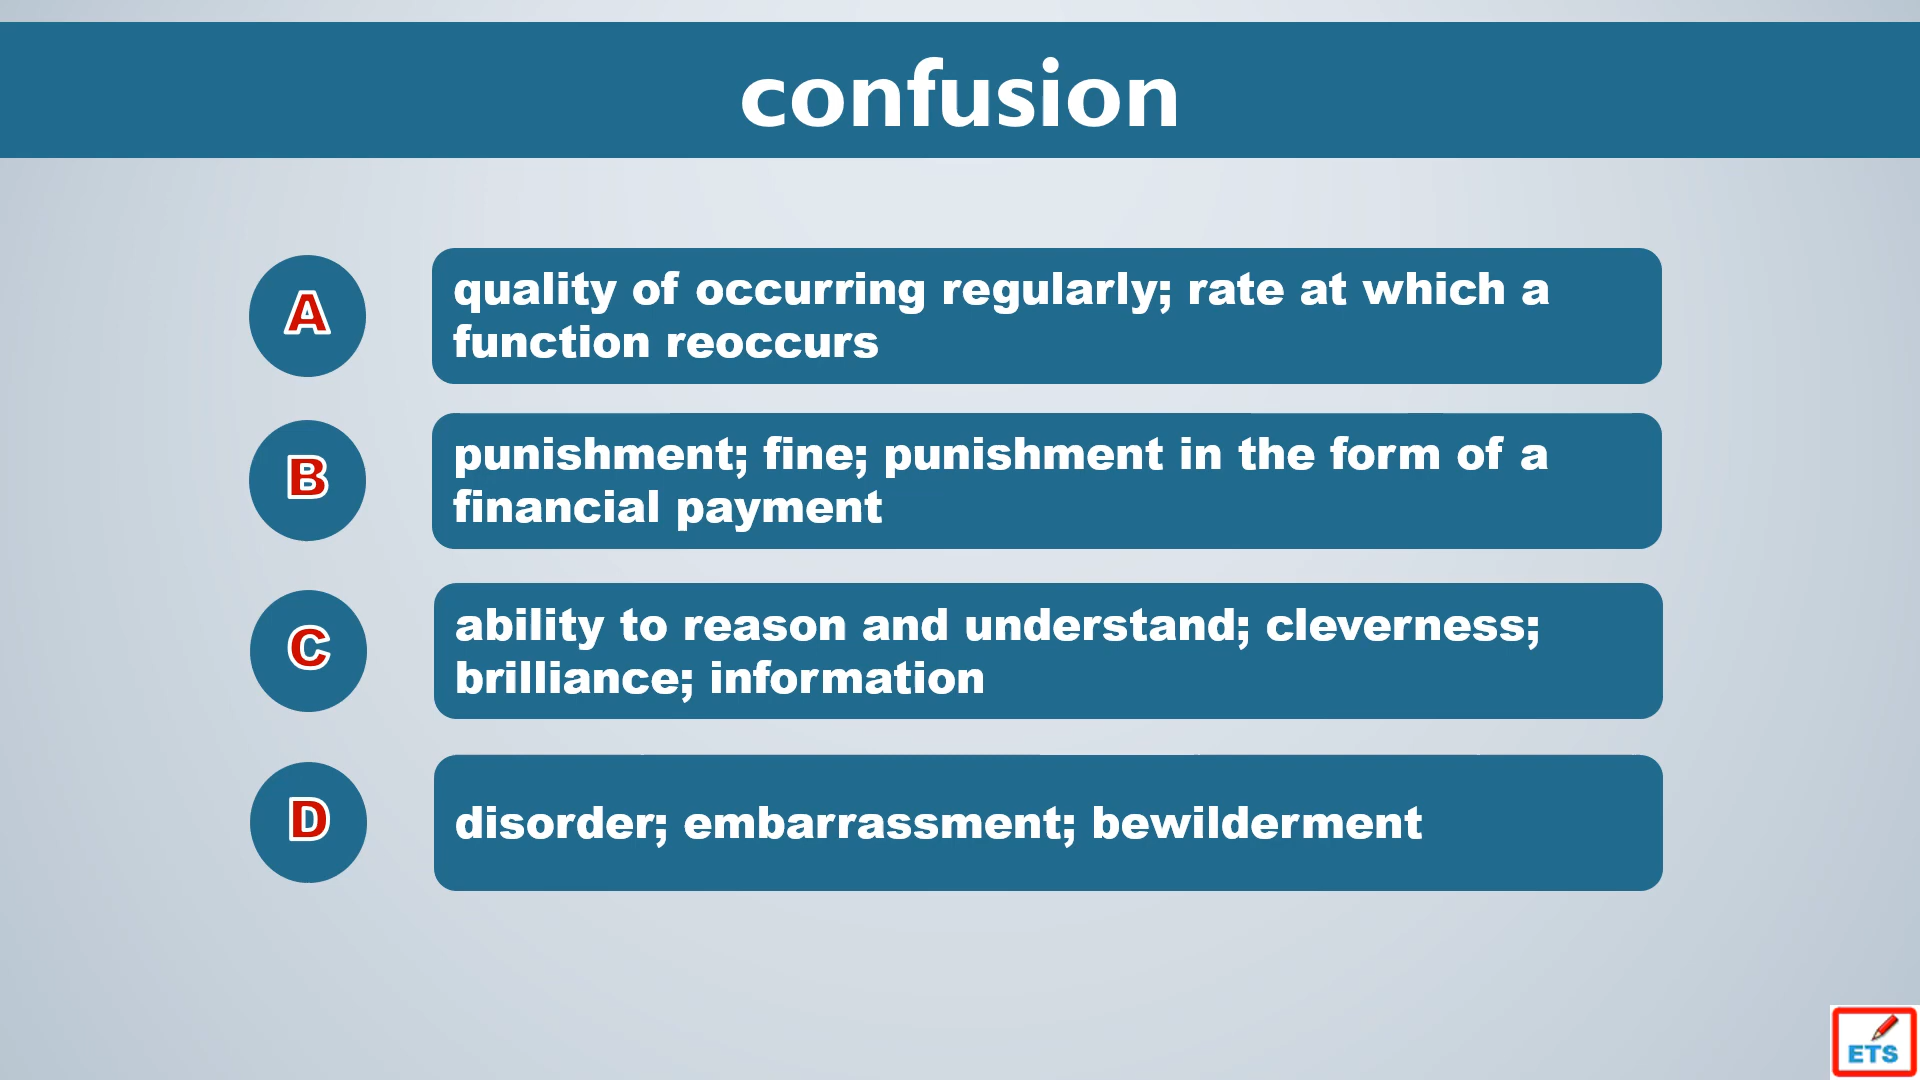 confusion
A
quality of occurring regularly; rate at which a
function reoccurs
B
punishment; fine; punishment in the form of a
financial payment
C
ability to reason and understand; cleverness;
brilliance; information
D
disorder; embarrassment; bewilderment
ETS